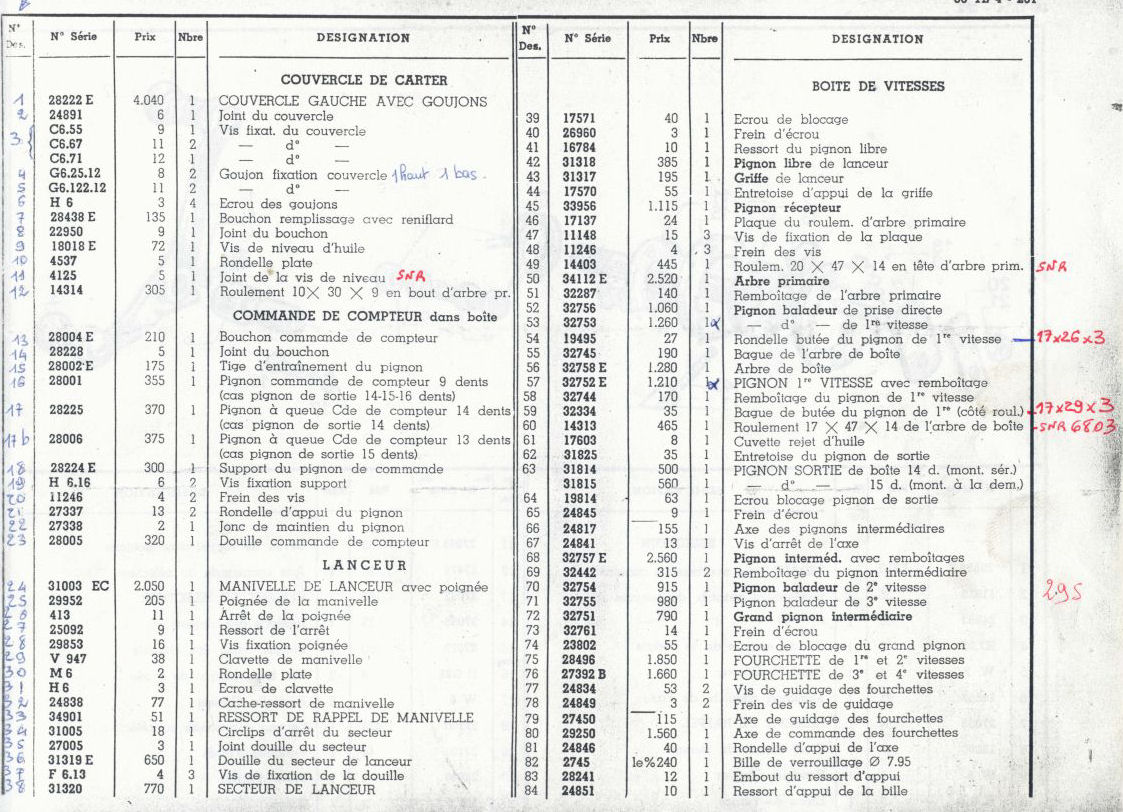 N° Des. N° Série Prix Nbre DESIGNATION
COUVERCLE DE CARTER
1 28222 E 4.040 1 COUVERCLE GAUCHE AVEC GOUJONS
2 24891 6 1 Joint du couvercle
3 { C6.55 9 1 Vis fixat. du couvercle
C6.67 11 2 — d° —
C6.71 12 1 — d° —
4 G6.25.12 8 2 Goujon fixation couvercle 1 haut 1 bas.
5 G6.122.12 11 2 — d° —
6 H 6 3 4 Ecrou des goujons
7 28438 E 135 1 Bouchon remplissage avec reniflard
8 22950 9 1 Joint du bouchon
9 18018 E 72 1 Vis de niveau d'huile
10 4537 5 1 Rondelle plate
11 4125 5 1 Joint de la vis de niveau SNR
12 14314 305 1 Roulement 10 × 30 × 9 en bout d'arbre pr.
COMMANDE DE COMPTEUR dans boîte
13 28004 E 210 1 Bouchon commande de compteur
14 28228 5 1 Joint du bouchon
15 28002 E 175 1 Tige d'entraînement du pignon
16 28001 355 1 Pignon commande de compteur 9 dents
(cas pignon de sortie 14-15-16 dents)
17 28225 370 1 Pignon à queue Cde de compteur 14 dents
(cas pignon de sortie 14 dents)
17 b 28006 375 1 Pignon à queue Cde de compteur 13 dents
(cas pignon de sortie 15 dents)
18 28224 E 300 1 Support du pignon de commande
19 H 6.16 6 2 Vis fixation support
20 11246 4 2 Frein des vis
21 27337 13 2 Rondelle d'appui du pignon
22 27338 2 1 Jonc de maintien du pignon
23 28005 320 1 Douille commande de compteur
LANCEUR
24 31003 EC 2.050 1 MANIVELLE DE LANCEUR avec poignée
25 29952 205 1 Poignée de la manivelle
26 413 11 1 Arrêt de la poignée
27 25092 9 1 Ressort de l'arrêt
28 29853 16 1 Vis fixation poignée
29 V 947 38 1 Clavette de manivelle
30 M 6 2 1 Rondelle plate
31 H 6 3 1 Ecrou de clavette
32 24838 77 1 Cache-ressort de manivelle
33 34901 51 1 RESSORT DE RAPPEL DE MANIVELLE
34 31005 18 1 Circlips d'arrêt du secteur
35 27005 3 1 Joint douille du secteur
36 31319 E 650 1 Douille du secteur de lanceur
37 F 6.13 4 3 Vis de fixation de la douille
38 31320 770 1 SECTEUR DE LANCEUR
N° Des. N° Série Prix Nbre DESIGNATION
BOITE DE VITESSES
39 17571 40 1 Ecrou de blocage
40 26960 3 1 Frein d'écrou
41 16784 10 1 Ressort du pignon libre
42 31318 385 1 Pignon libre de lanceur
43 31317 195 1 Griffe de lanceur
44 17570 55 1 Entretoise d'appui de la griffe
45 33956 1.115 1 Pignon récepteur
46 17137 24 1 Plaque du roulem. d'arbre primaire
47 11148 15 3 Vis de fixation de la plaque
48 11246 4 3 Frein des vis
49 14403 445 1 Roulem. 20 × 47 × 14 en tête d'arbre prim. SNR
50 34112 E 2.520 1 Arbre primaire
51 32287 140 1 Remboîtage de l'arbre primaire
52 32756 1.060 1 Pignon baladeur de prise directe
53 32753 1.260 1 — d° — de 1re vitesse
54 19495 27 1 Rondelle butée du pignon de 1re vitesse 17x26x3
55 32745 190 1 Bague de l'arbre de boîte
56 32758 E 1.280 1 Arbre de boîte
57 32752 E 1.210 1 PIGNON 1re VITESSE avec remboîtage
58 32744 170 1 Remboîtage du pignon de 1re vitesse
59 32334 35 1 Bague de butée du pignon de 1re (côté roul.) 17x29x3
60 14313 465 1 Roulement 17 × 47 × 14 de l'arbre de boîte SNR 6803
61 17603 8 1 Cuvette rejet d'huile
62 31825 35 1 Entretoise du pignon de sortie
63 31814 500 1 PIGNON SORTIE de boîte 14 d. (mont. sér.)
31815 560 1 — d° — 15 d. (mont. à la dem.)
64 19814 63 1 Ecrou blocage pignon de sortie
65 24845 9 1 Frein d'écrou
66 24817 155 1 Axe des pignons intermédiaires
67 24841 13 1 Vis d'arrêt de l'axe
68 32757 E 2.560 1 Pignon interméd. avec remboîtages
69 32442 315 2 Remboîtage du pignon intermédiaire
70 32754 915 1 Pignon baladeur de 2e vitesse 295
71 32755 980 1 Pignon baladeur de 3e vitesse
72 32751 790 1 Grand pignon intermédiaire
73 32761 14 1 Frein d'écrou
74 23802 55 1 Ecrou de blocage du grand pignon
75 28496 1.850 1 FOURCHETTE de 1re et 2e vitesses
76 27392 B 1.660 1 FOURCHETTE de 3e et 4e vitesses
77 24834 53 2 Vis de guidage des fourchettes
78 24849 3 2 Frein des vis de guidage
79 27450 115 1 Axe de guidage des fourchettes
80 29250 1.560 1 Axe de commande des fourchettes
81 24846 40 1 Rondelle d'appui de l'axe
82 2745 le% 240 1 Bille de verrouillage Ø 7.95
83 28241 12 1 Embout du ressort d'appui
84 24851 10 1 Ressort d'appui de la bille